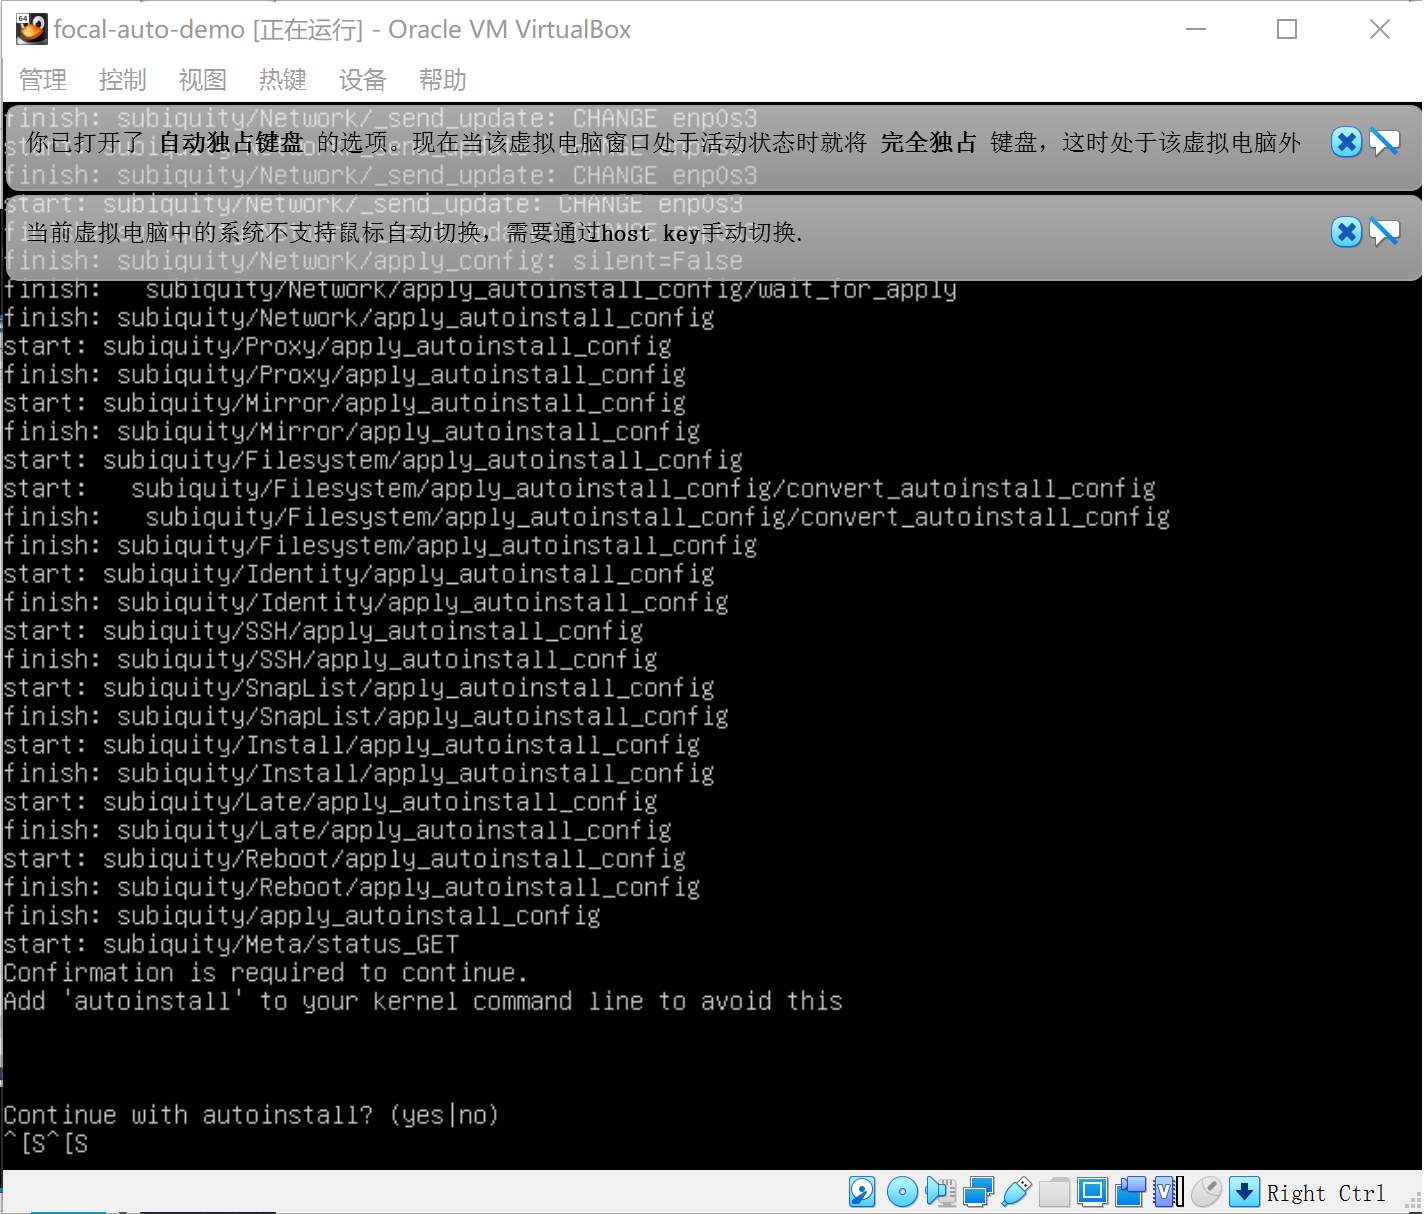 focal-auto-demo [正在运行] - Oracle VM VirtualBox
管理 控制 视图 热键 设备 帮助
finish: subiquity/Network/_send_update: CHANGE enp0s3
你已打开了 自动独占键盘 的选项。现在当该虚拟电脑窗口处于活动状态时就将 完全独占 键盘，这时处于该虚拟电脑外
finish: subiquity/Network/_send_update: CHANGE enp0s3
start: subiquity/Network/_send_update: CHANGE enp0s3
当前虚拟电脑中的系统不支持鼠标自动切换，需要通过host key手动切换.
finish: subiquity/Network/apply_config: silent=False
finish:   subiquity/Network/apply_autoinstall_config/wait_for_apply
finish: subiquity/Network/apply_autoinstall_config
start: subiquity/Proxy/apply_autoinstall_config
finish: subiquity/Proxy/apply_autoinstall_config
start: subiquity/Mirror/apply_autoinstall_config
finish: subiquity/Mirror/apply_autoinstall_config
start: subiquity/Filesystem/apply_autoinstall_config
start:   subiquity/Filesystem/apply_autoinstall_config/convert_autoinstall_config
finish:   subiquity/Filesystem/apply_autoinstall_config/convert_autoinstall_config
finish: subiquity/Filesystem/apply_autoinstall_config
start: subiquity/Identity/apply_autoinstall_config
finish: subiquity/Identity/apply_autoinstall_config
start: subiquity/SSH/apply_autoinstall_config
finish: subiquity/SSH/apply_autoinstall_config
start: subiquity/SnapList/apply_autoinstall_config
finish: subiquity/SnapList/apply_autoinstall_config
start: subiquity/Install/apply_autoinstall_config
finish: subiquity/Install/apply_autoinstall_config
start: subiquity/Late/apply_autoinstall_config
finish: subiquity/Late/apply_autoinstall_config
start: subiquity/Reboot/apply_autoinstall_config
finish: subiquity/Reboot/apply_autoinstall_config
finish: subiquity/apply_autoinstall_config
start: subiquity/Meta/status_GET
Confirmation is required to continue.
Add 'autoinstall' to your kernel command line to avoid this
Continue with autoinstall? (yes|no)
^[S^[S
Right Ctrl